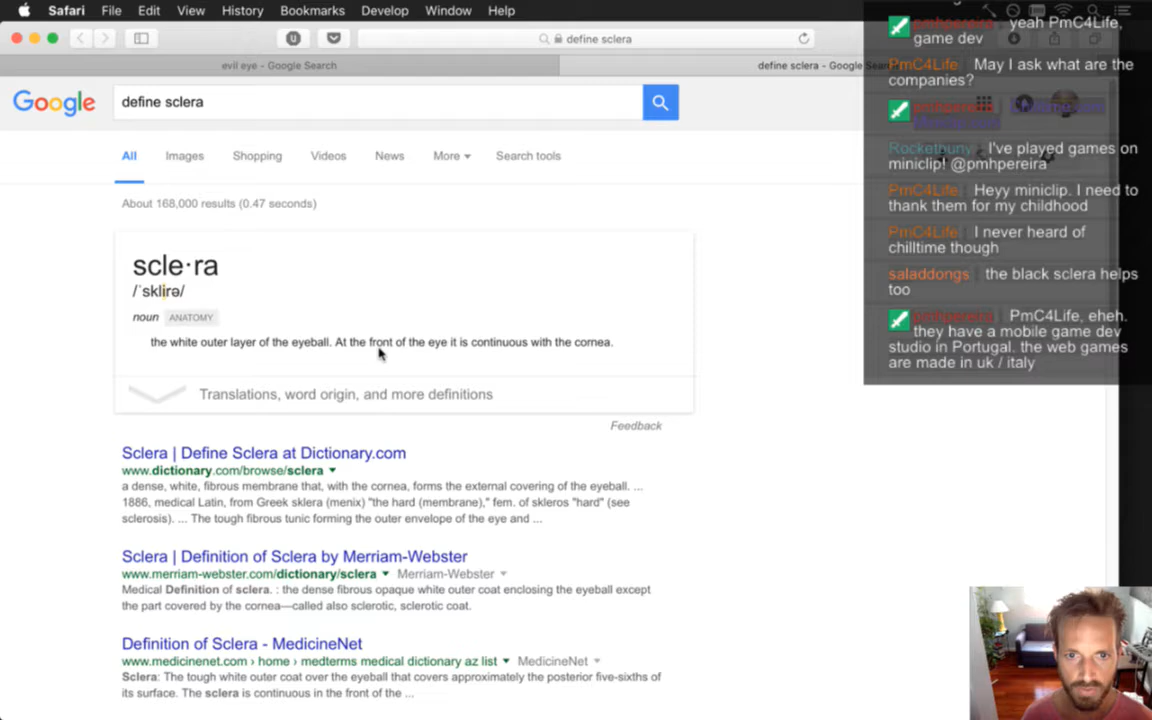 Safari File Edit View History Bookmarks Develop Window Help
define sclera
evil eye - Google Search
define sclera - Google Sea
Google
define sclera
All Images Shopping Videos News More Search tools
About 168,000 results (0.47 seconds)
scle·ra
/ˈsklirə/
noun ANATOMY
the white outer layer of the eyeball. At the front of the eye it is continuous with the cornea.
Translations, word origin, and more definitions
Feedback
Sclera | Define Sclera at Dictionary.com
www.dictionary.com/browse/sclera
a dense, white, fibrous membrane that, with the cornea, forms the external covering of the eyeball. ...
1886, medical Latin, from Greek sklera (menix) "the hard (membrane)," fem. of skleros "hard" (see
sclerosis). ... The tough fibrous tunic forming the outer envelope of the eye and ...
Sclera | Definition of Sclera by Merriam-Webster
www.merriam-webster.com/dictionary/sclera Merriam-Webster
Medical Definition of sclera. : the dense fibrous opaque white outer coat enclosing the eyeball except
the part covered by the cornea—called also sclerotic, sclerotic coat.
Definition of Sclera - MedicineNet
www.medicinenet.com › home › medterms medical dictionary az list MedicineNet
Sclera: The tough white outer coat over the eyeball that covers approximately the posterior five-sixths of
its surface. The sclera is continuous in the front of the ...
pmhpereira yeah PmC4Life,
game dev
PmC4Life May I ask what are the
companies?
pmhpereira
Rocketbuny I've played games on
miniclip! @pmhpereira
PmC4Life Heyy miniclip. I need to
thank them for my childhood
PmC4Life I never heard of
chilltime though
saladdongs the black sclera helps
too
pmhpereira PmC4Life, eheh.
they have a mobile game dev
studio in Portugal. the web games
are made in uk / italy